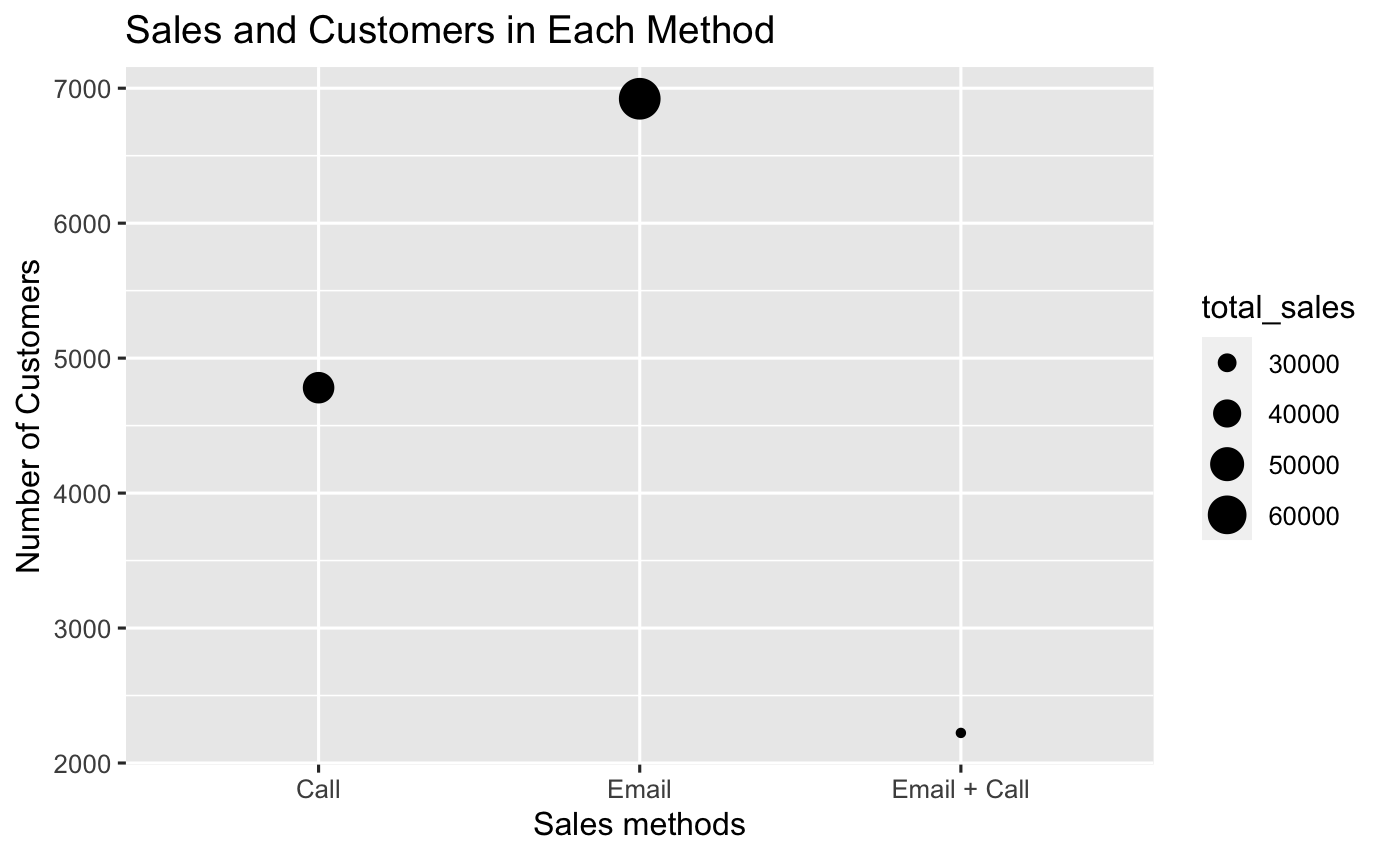 Sales and Customers in Each Method
7000
6000
5000
4000
3000
2000
Number of Customers
Call Email Email + Call
Sales methods
total_sales
30000
40000
50000
60000